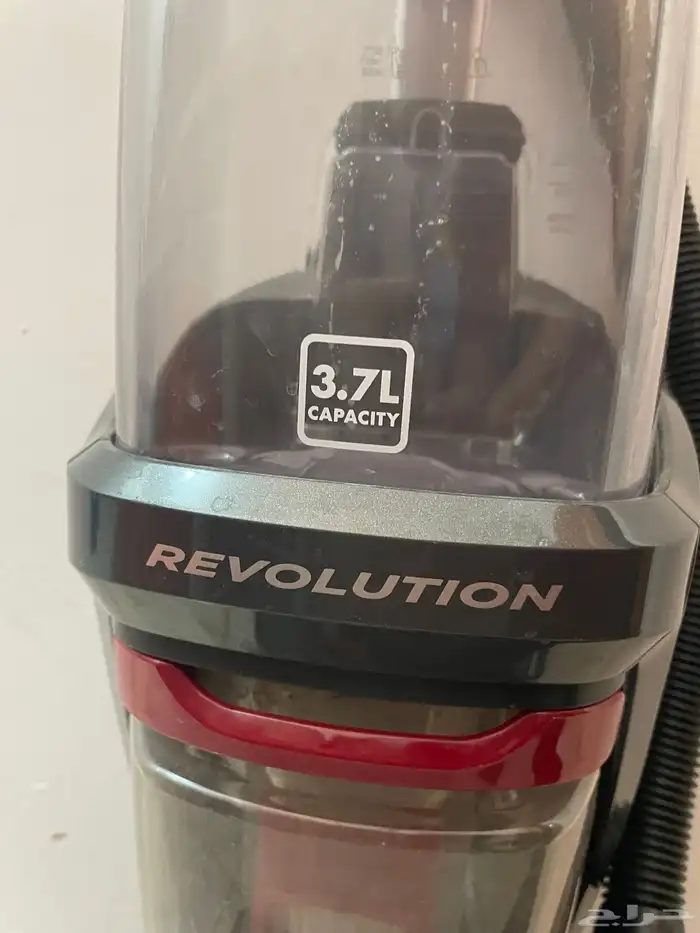 3.7L
CAPACITY
REVOLUTION
حراج